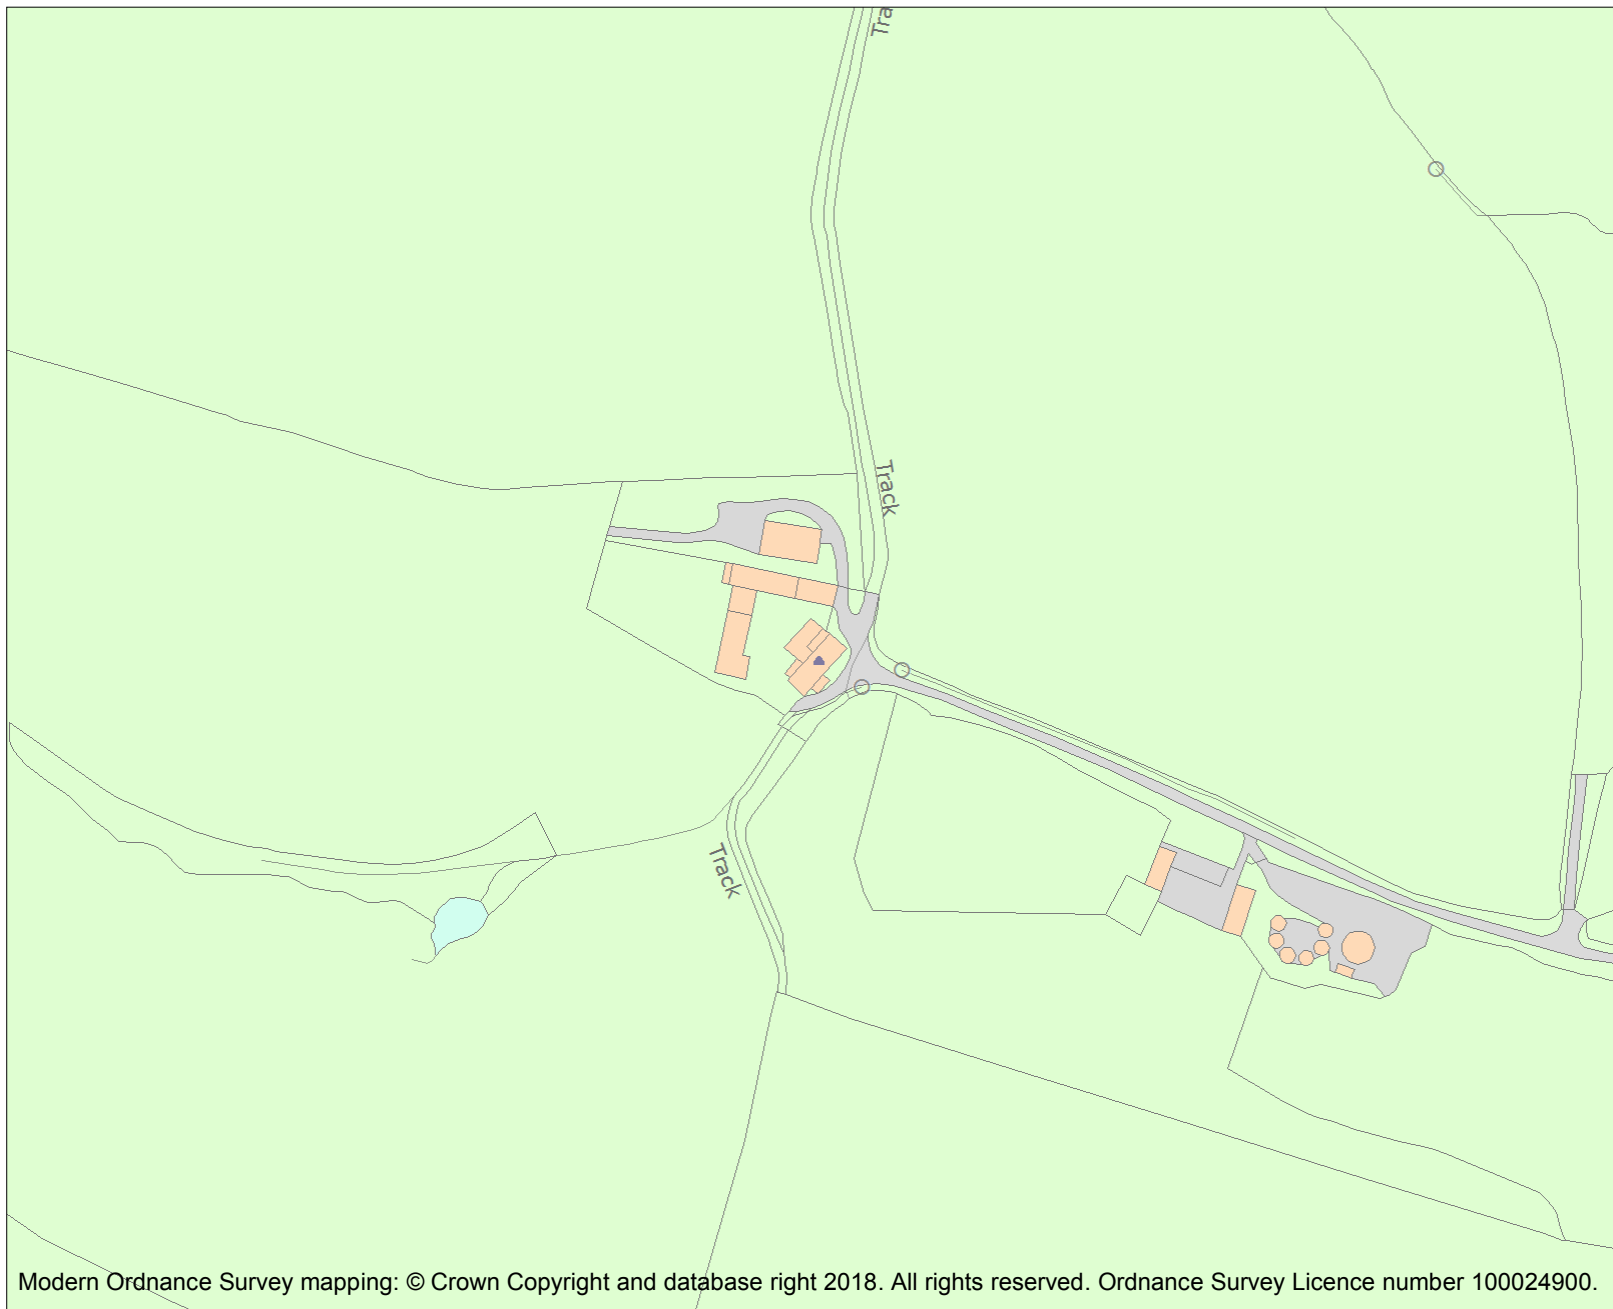 Tra
Track
Track
Modern Ordnance Survey mapping: © Crown Copyright and database right 2018. All rights reserved. Ordnance Survey Licence number 100024900.